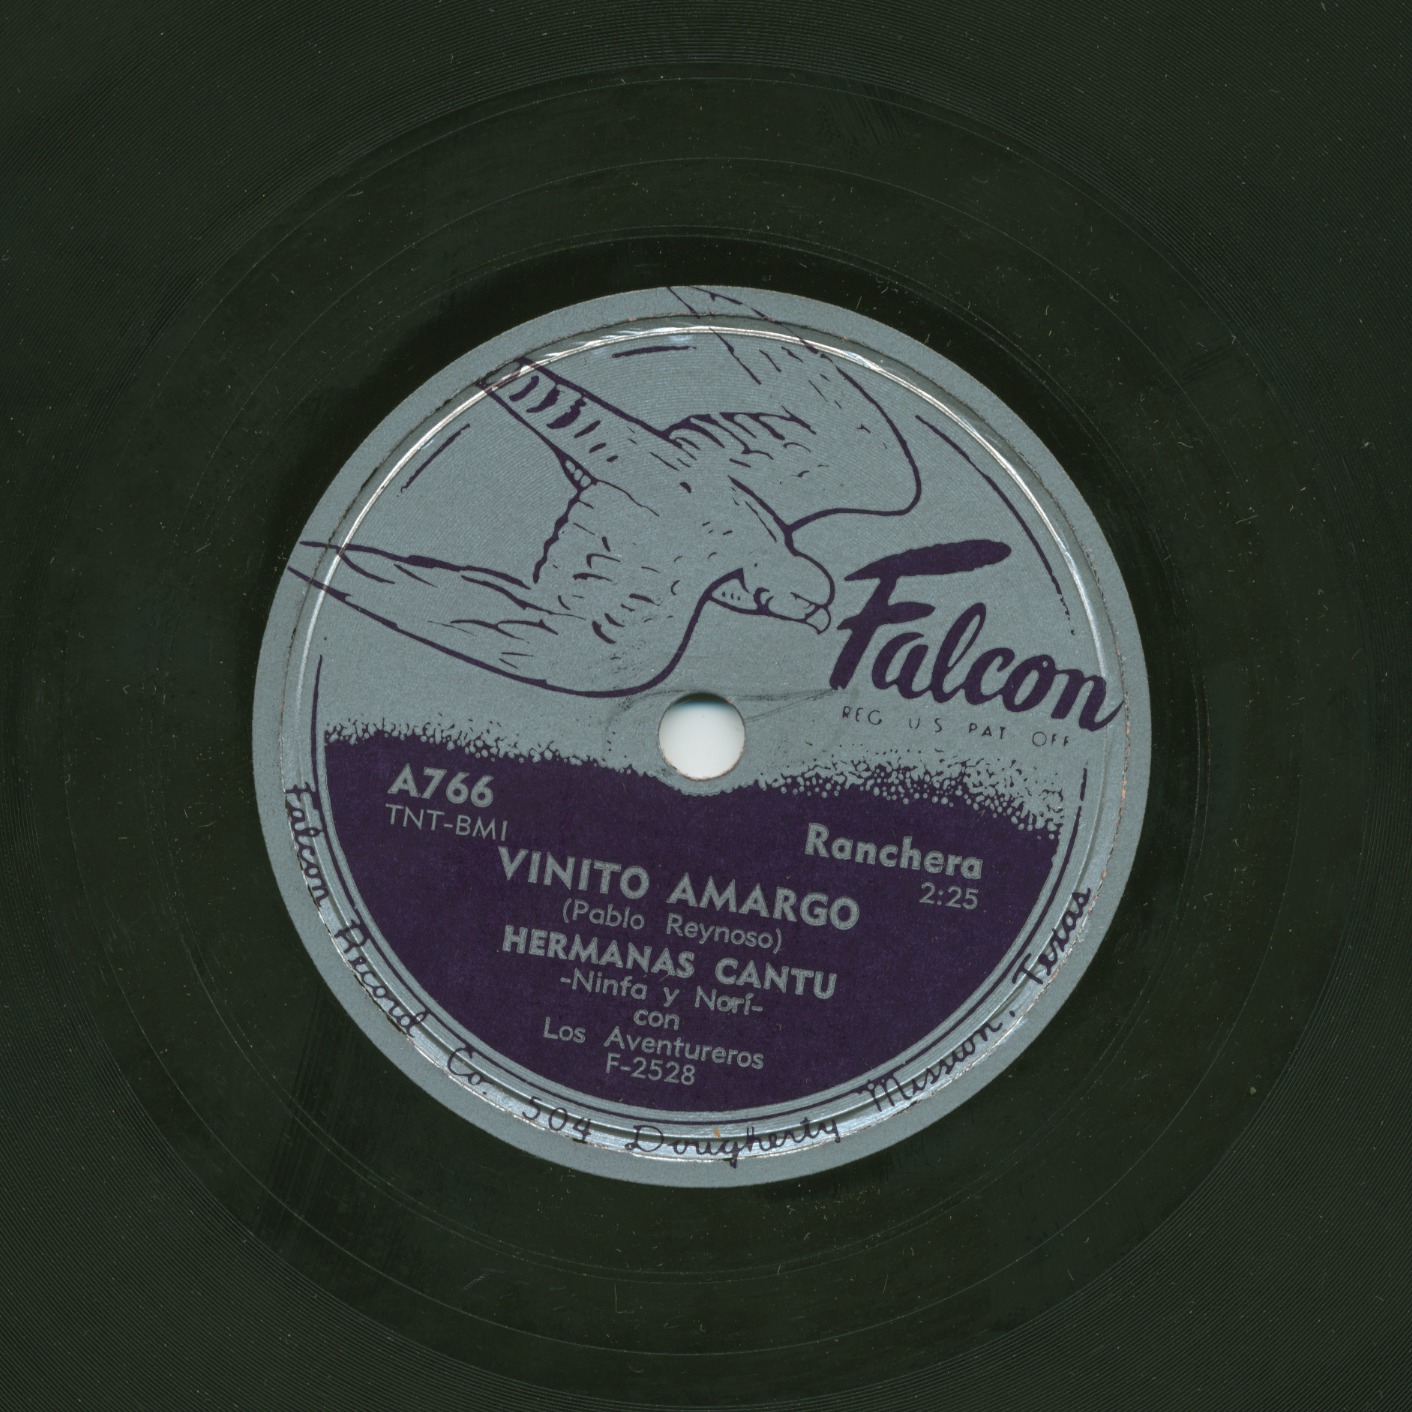 Falcon
REG U S PAT OFF
A766
TNT-BMI
Ranchera
2:25
VINITO AMARGO
(Pablo Reynoso)
HERMANAS CANTU
-Ninfa y Norí-
con
Los Aventureros
F-2528
Falcon Record Co. 504 Dougherty Mission, Texas